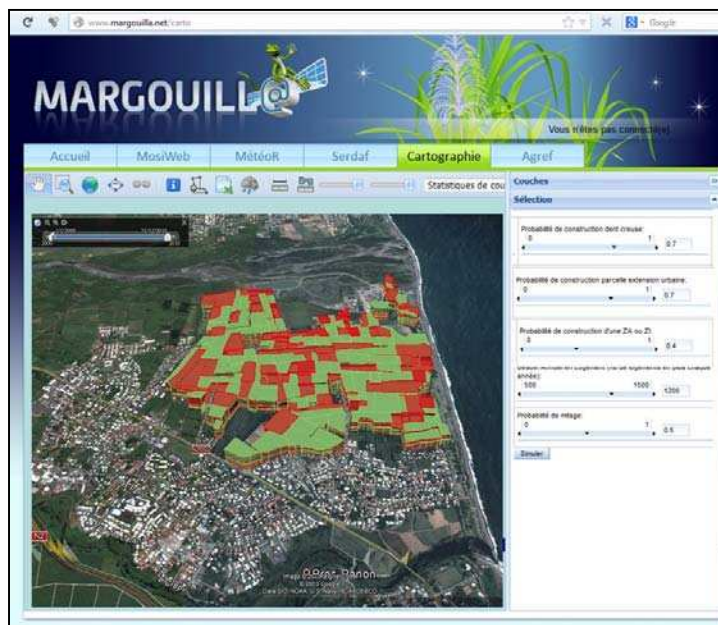 www.margouilla.net/carto
Google
MARGOUILL@
Vous n'êtes pas connecté(e).
Accueil MosiWeb MétéoR Serdaf Cartographie Agref
Statistiques de cou
Couches
Sélection
Probabilité de construction dent creuse:
0 1
0.7
Probabilité de construction parcelle extension urbaine:
0 1
0.7
Probabilité de construction d'une ZA ou ZI:
0 1
0.4
année):
500 1500
1200
Probabilité de mitage:
0 1
Simuler
N2